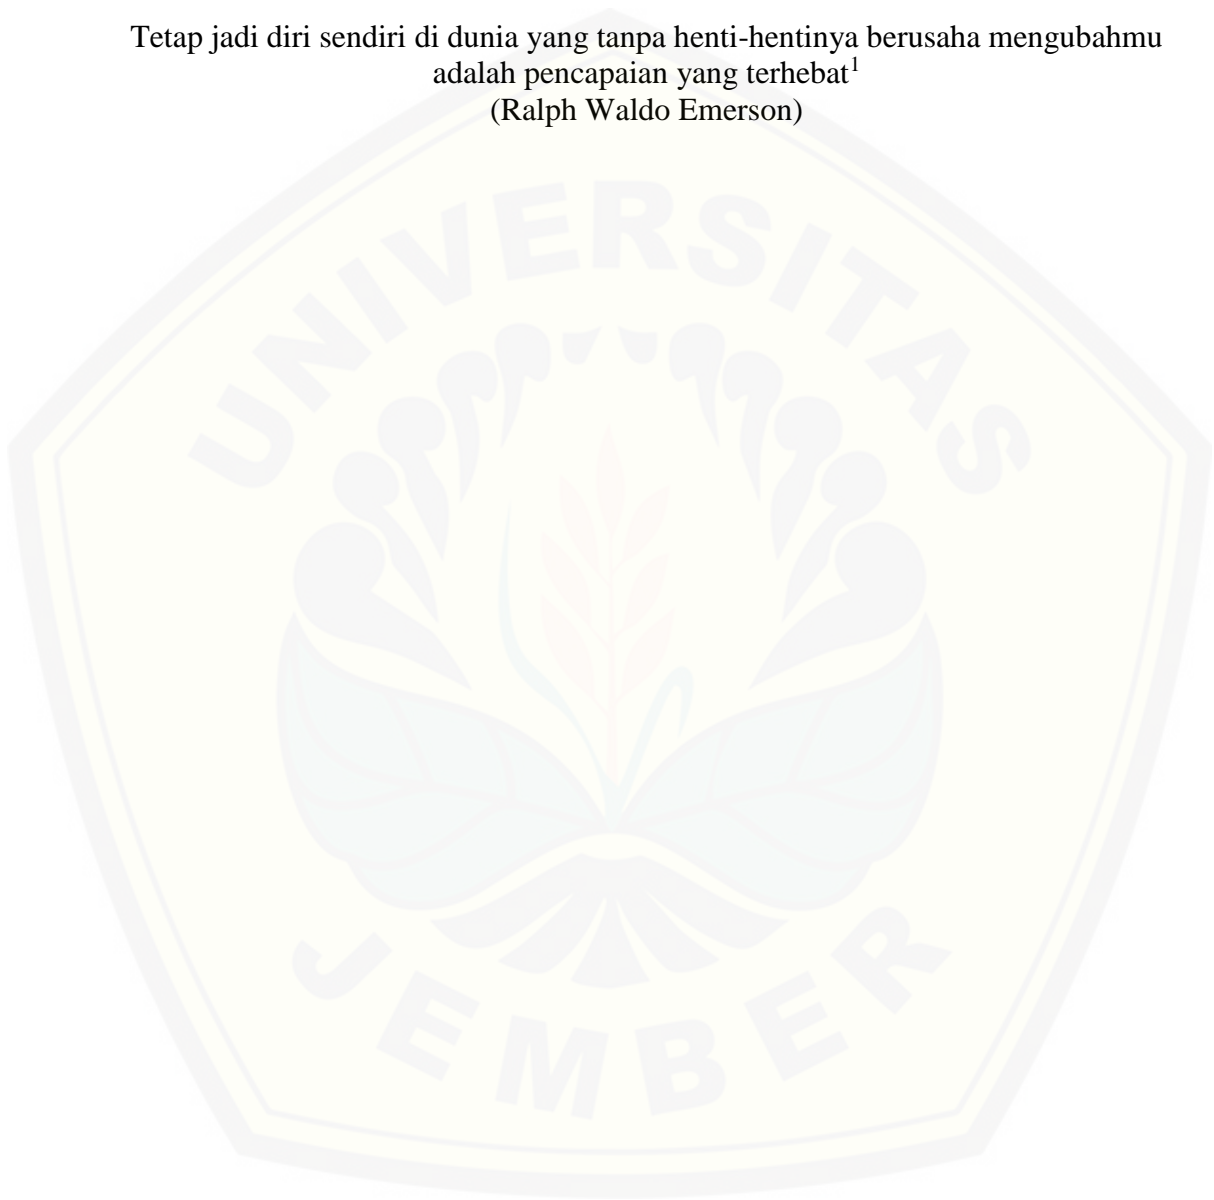 Tetap jadi diri sendiri di dunia yang tanpa henti-hentinya berusaha mengubahmu
adalah pencapaian yang terhebat¹
(Ralph Waldo Emerson)
UNIVERSITAS
JEMBER